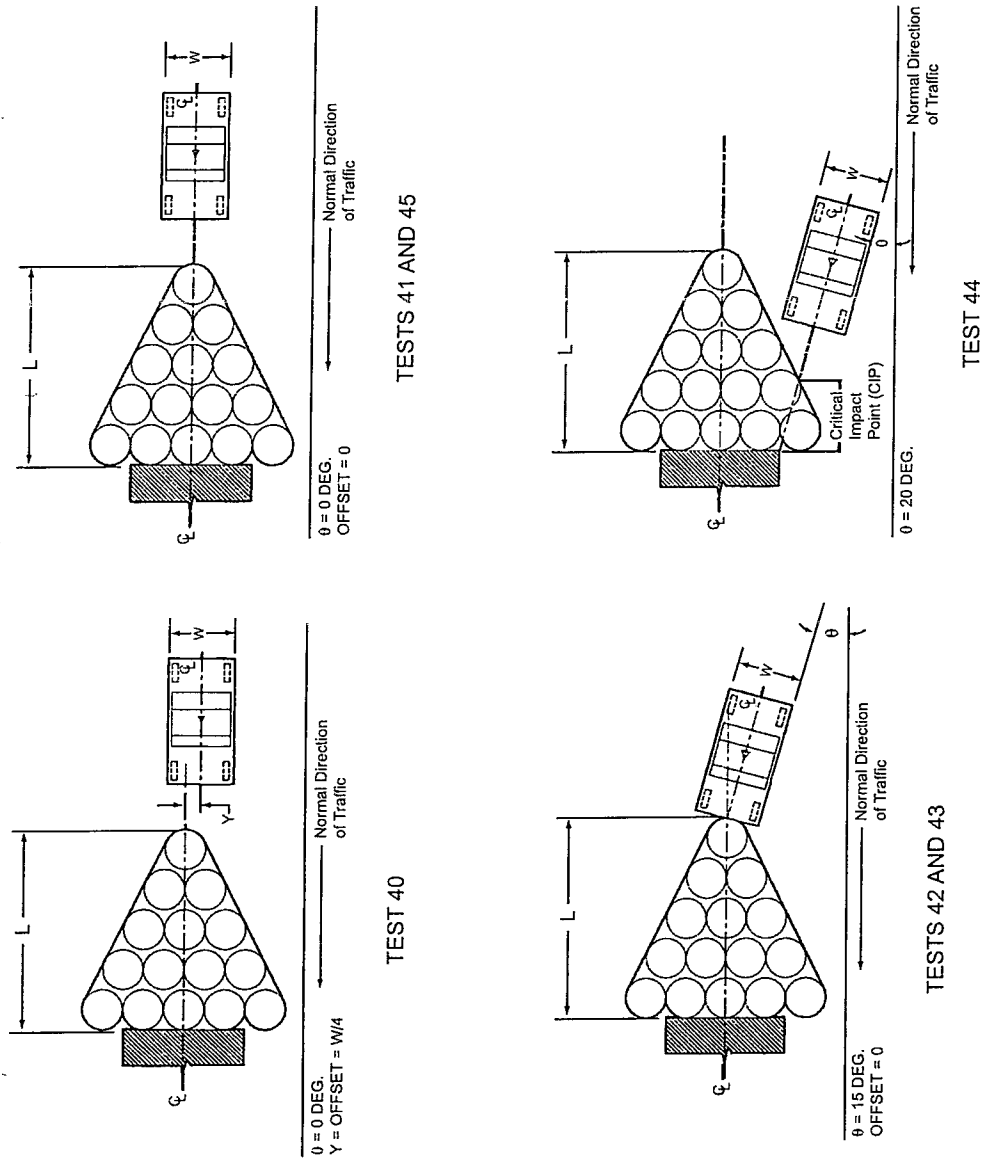 L
W
Y
℄
℄
Normal Direction
of Traffic
θ = 0 DEG.
Y = OFFSET = W/4
TEST 40
L
W
℄
℄
Normal Direction
of Traffic
θ = 0 DEG.
OFFSET = 0
TESTS 41 AND 45
L
W
℄
℄
θ
Normal Direction
of Traffic
θ = 15 DEG.
OFFSET = 0
TESTS 42 AND 43
L
W
℄
℄
θ
Critical
Impact
Point (CIP)
Normal Direction
of Traffic
θ = 20 DEG.
TEST 44